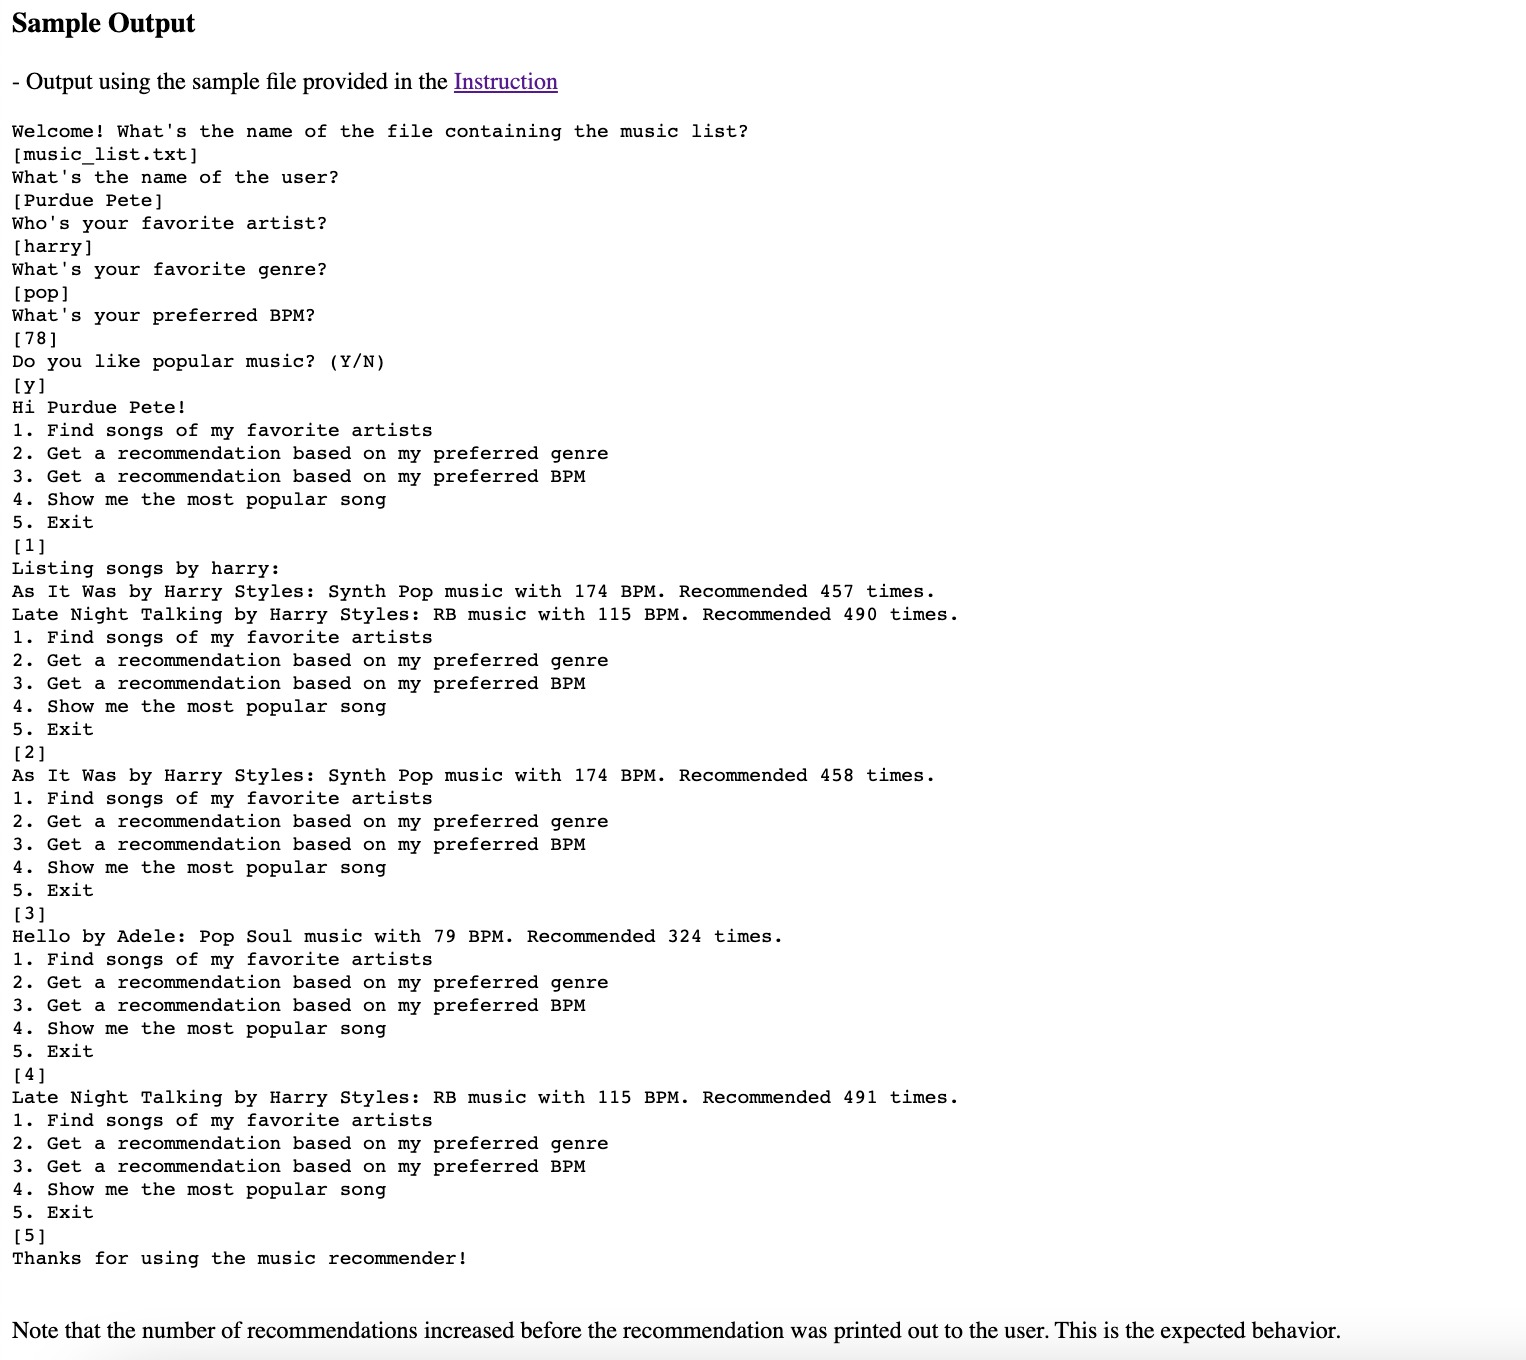 Sample Output
- Output using the sample file provided in the Instruction
Welcome! What's the name of the file containing the music list?
[music_list.txt]
What's the name of the user?
[Purdue Pete]
Who's your favorite artist?
[harry]
What's your favorite genre?
[pop]
What's your preferred BPM?
[78]
Do you like popular music? (Y/N)
[y]
Hi Purdue Pete!
1. Find songs of my favorite artists
2. Get a recommendation based on my preferred genre
3. Get a recommendation based on my preferred BPM
4. Show me the most popular song
5. Exit
[1]
Listing songs by harry:
As It Was by Harry Styles: Synth Pop music with 174 BPM. Recommended 457 times.
Late Night Talking by Harry Styles: RB music with 115 BPM. Recommended 490 times.
1. Find songs of my favorite artists
2. Get a recommendation based on my preferred genre
3. Get a recommendation based on my preferred BPM
4. Show me the most popular song
5. Exit
[2]
As It Was by Harry Styles: Synth Pop music with 174 BPM. Recommended 458 times.
1. Find songs of my favorite artists
2. Get a recommendation based on my preferred genre
3. Get a recommendation based on my preferred BPM
4. Show me the most popular song
5. Exit
[3]
Hello by Adele: Pop Soul music with 79 BPM. Recommended 324 times.
1. Find songs of my favorite artists
2. Get a recommendation based on my preferred genre
3. Get a recommendation based on my preferred BPM
4. Show me the most popular song
5. Exit
[4]
Late Night Talking by Harry Styles: RB music with 115 BPM. Recommended 491 times.
1. Find songs of my favorite artists
2. Get a recommendation based on my preferred genre
3. Get a recommendation based on my preferred BPM
4. Show me the most popular song
5. Exit
[5]
Thanks for using the music recommender!
Note that the number of recommendations increased before the recommendation was printed out to the user. This is the expected behavior.